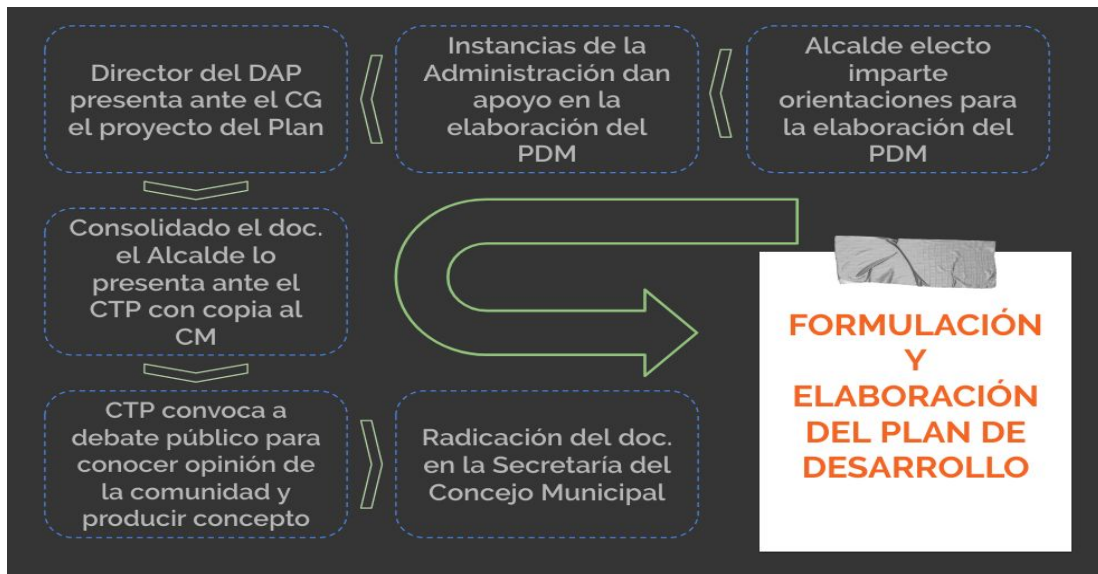 Alcalde electo
imparte
orientaciones para
la elaboración del
PDM
Instancias de la
Administración dan
apoyo en la
elaboración del
PDM
Director del DAP
presenta ante el CG
el proyecto del Plan
Consolidado el doc.
el Alcalde lo
presenta ante el
CTP con copia al
CM
CTP convoca a
debate público para
conocer opinión de
la comunidad y
producir concepto
Radicación del doc.
en la Secretaría del
Concejo Municipal
FORMULACIÓN
Y
ELABORACIÓN
DEL PLAN DE
DESARROLLO